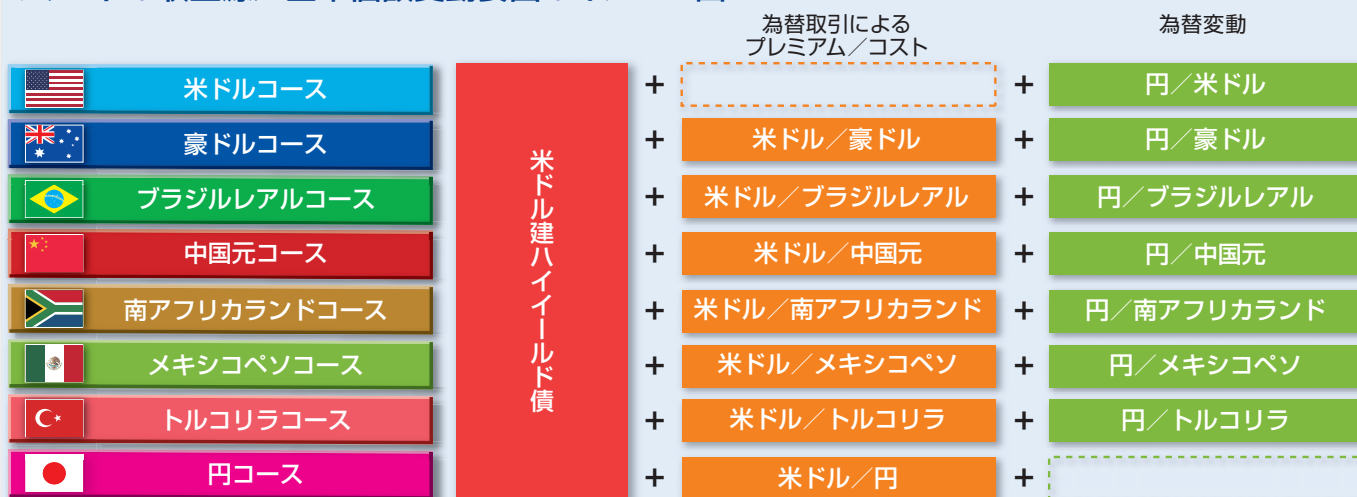 為替取引による
プレミアム／コスト
為替変動
米ドルコース
+
+
円／米ドル
豪ドルコース
+
米ドル／豪ドル
+
円／豪ドル
ブラジルレアルコース
+
米ドル／ブラジルレアル
+
円／ブラジルレアル
中国元コース
+
米ドル／中国元
+
円／中国元
南アフリカランドコース
+
米ドル／南アフリカランド
+
円／南アフリカランド
メキシコペソコース
+
米ドル／メキシコペソ
+
円／メキシコペソ
トルコリラコース
+
米ドル／トルコリラ
+
円／トルコリラ
円コース
+
米ドル／円
+
米ドル建ハイイールド債